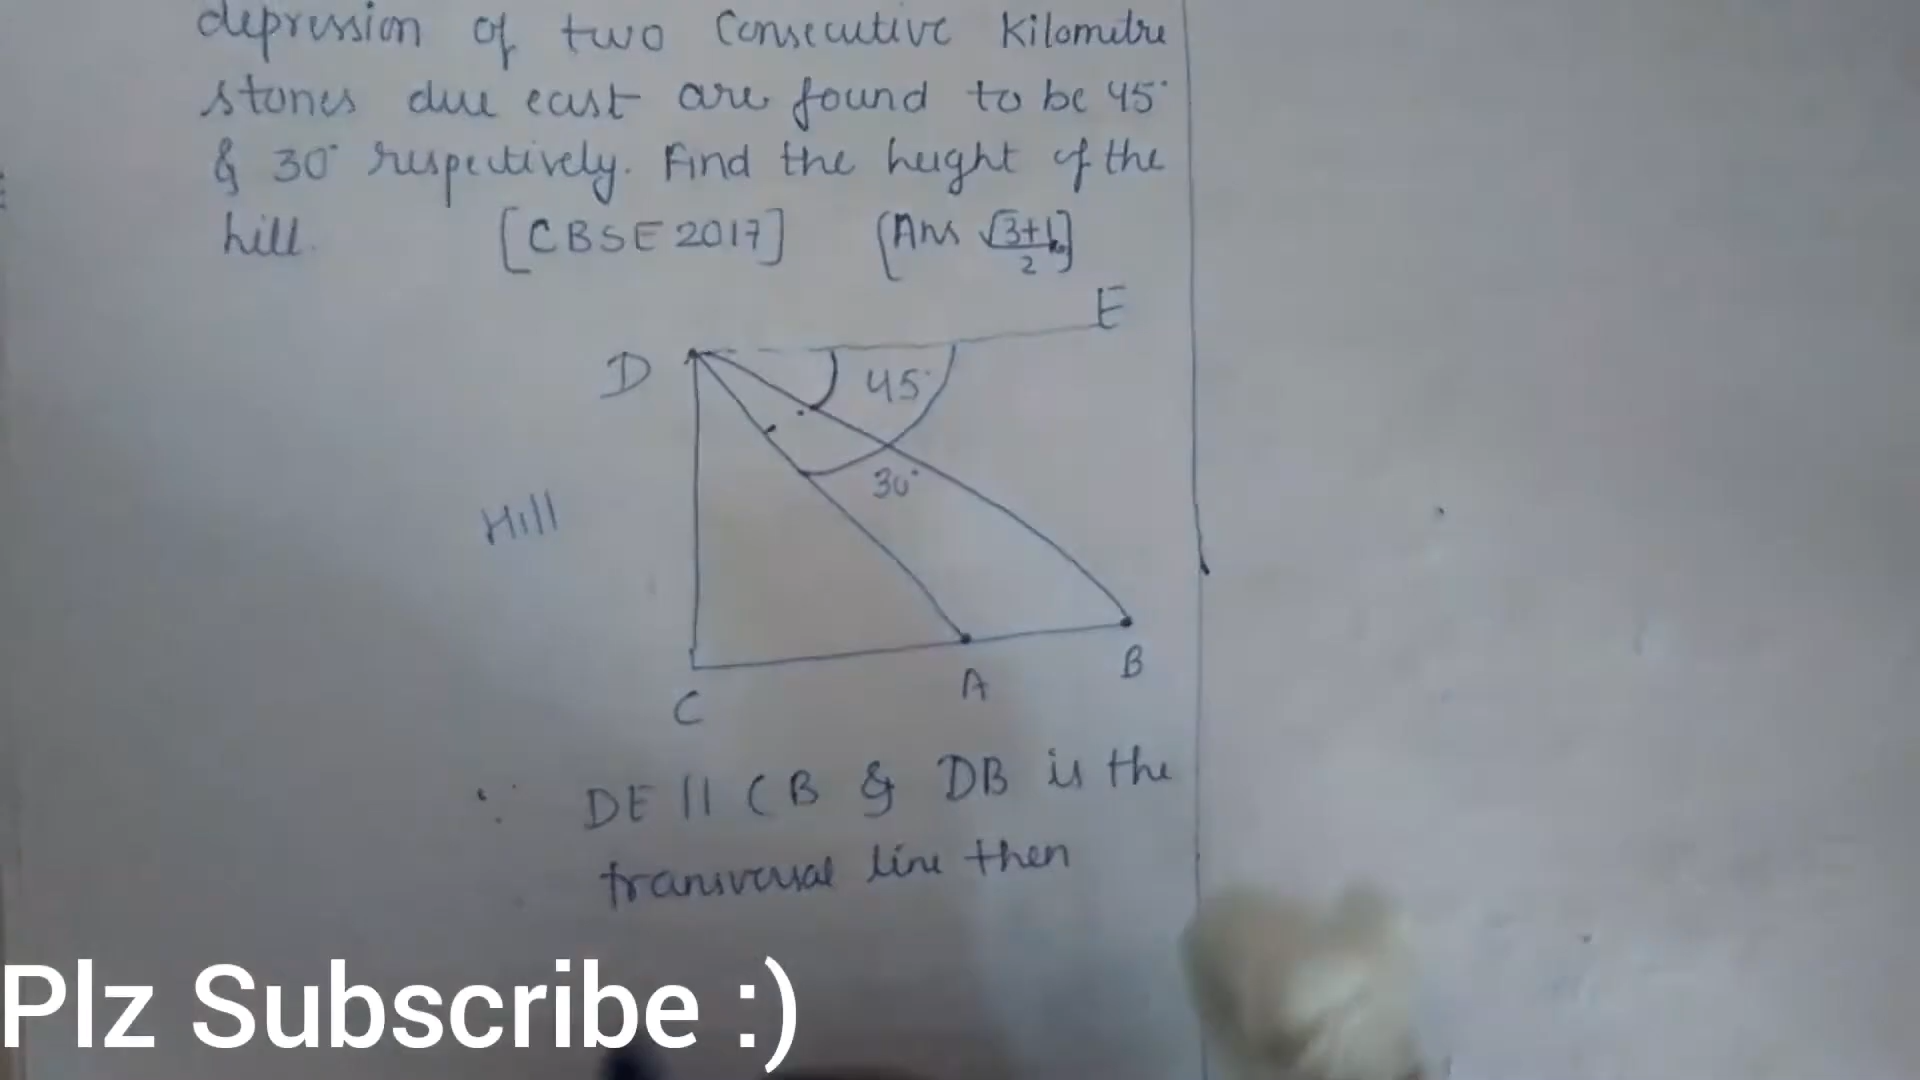 depression of two Consecutive Kilometre
stones due east are found to be 45°
& 30° respectively. Find the height of the
hill. [CBSE 2017] [Ans √3+1/2]
E
D
45°
30°
Hill
A
B
C
∵ DE || CB & DB is the
transversal line then
Plz Subscribe :)